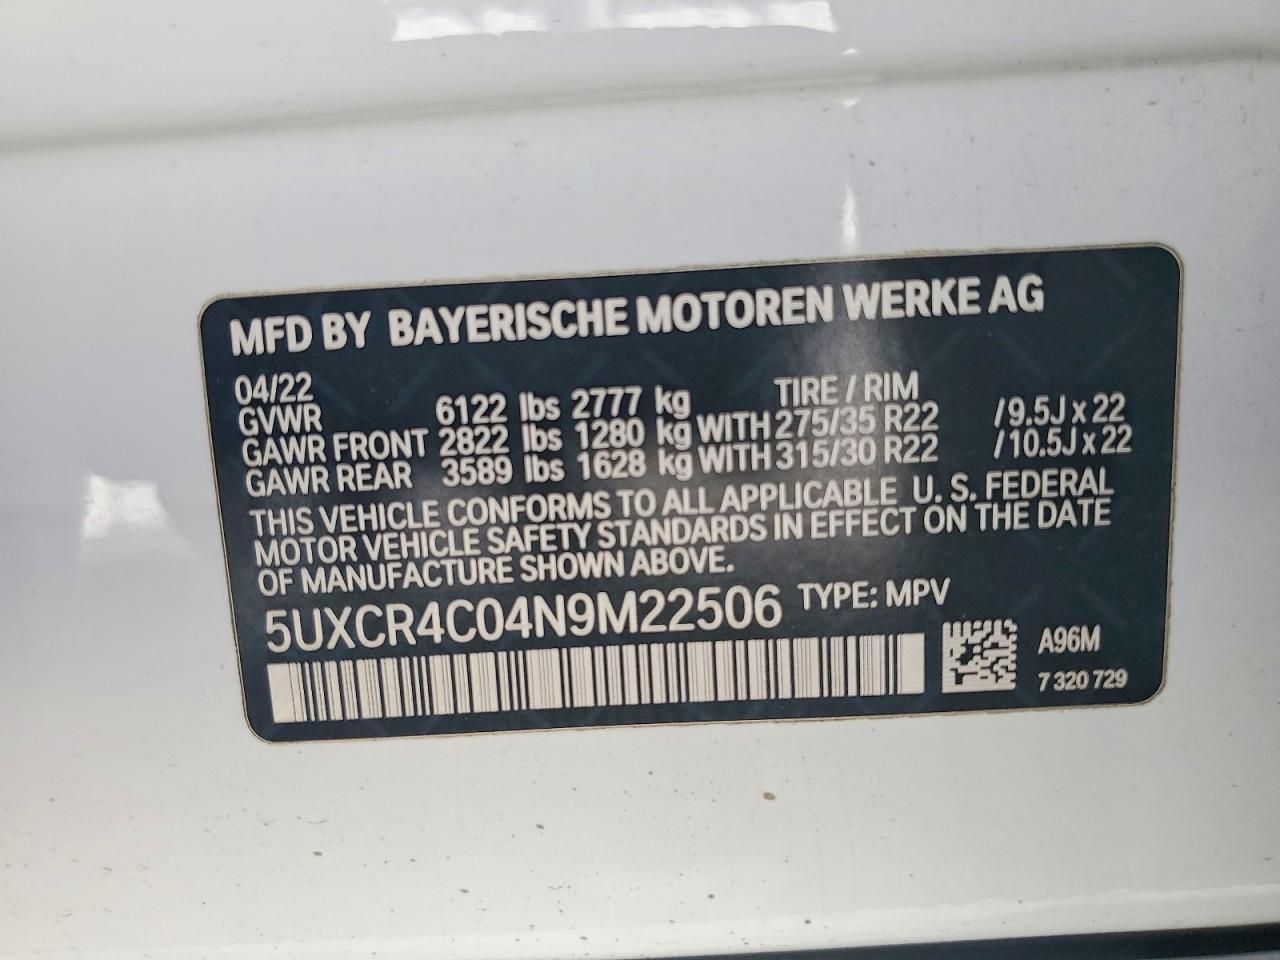 MFD BY BAYERISCHE MOTOREN WERKE AG
04/22 TIRE / RIM
GVWR 6122 lbs 2777 kg
GAWR FRONT 2822 lbs 1280 kg WITH 275/35 R22 / 9.5J x 22
GAWR REAR 3589 lbs 1628 kg WITH 315/30 R22 / 10.5J x 22
THIS VEHICLE CONFORMS TO ALL APPLICABLE U. S. FEDERAL
MOTOR VEHICLE SAFETY STANDARDS IN EFFECT ON THE DATE
OF MANUFACTURE SHOWN ABOVE.
5UXCR4C04N9M22506 TYPE: MPV
A96M
7 320 729